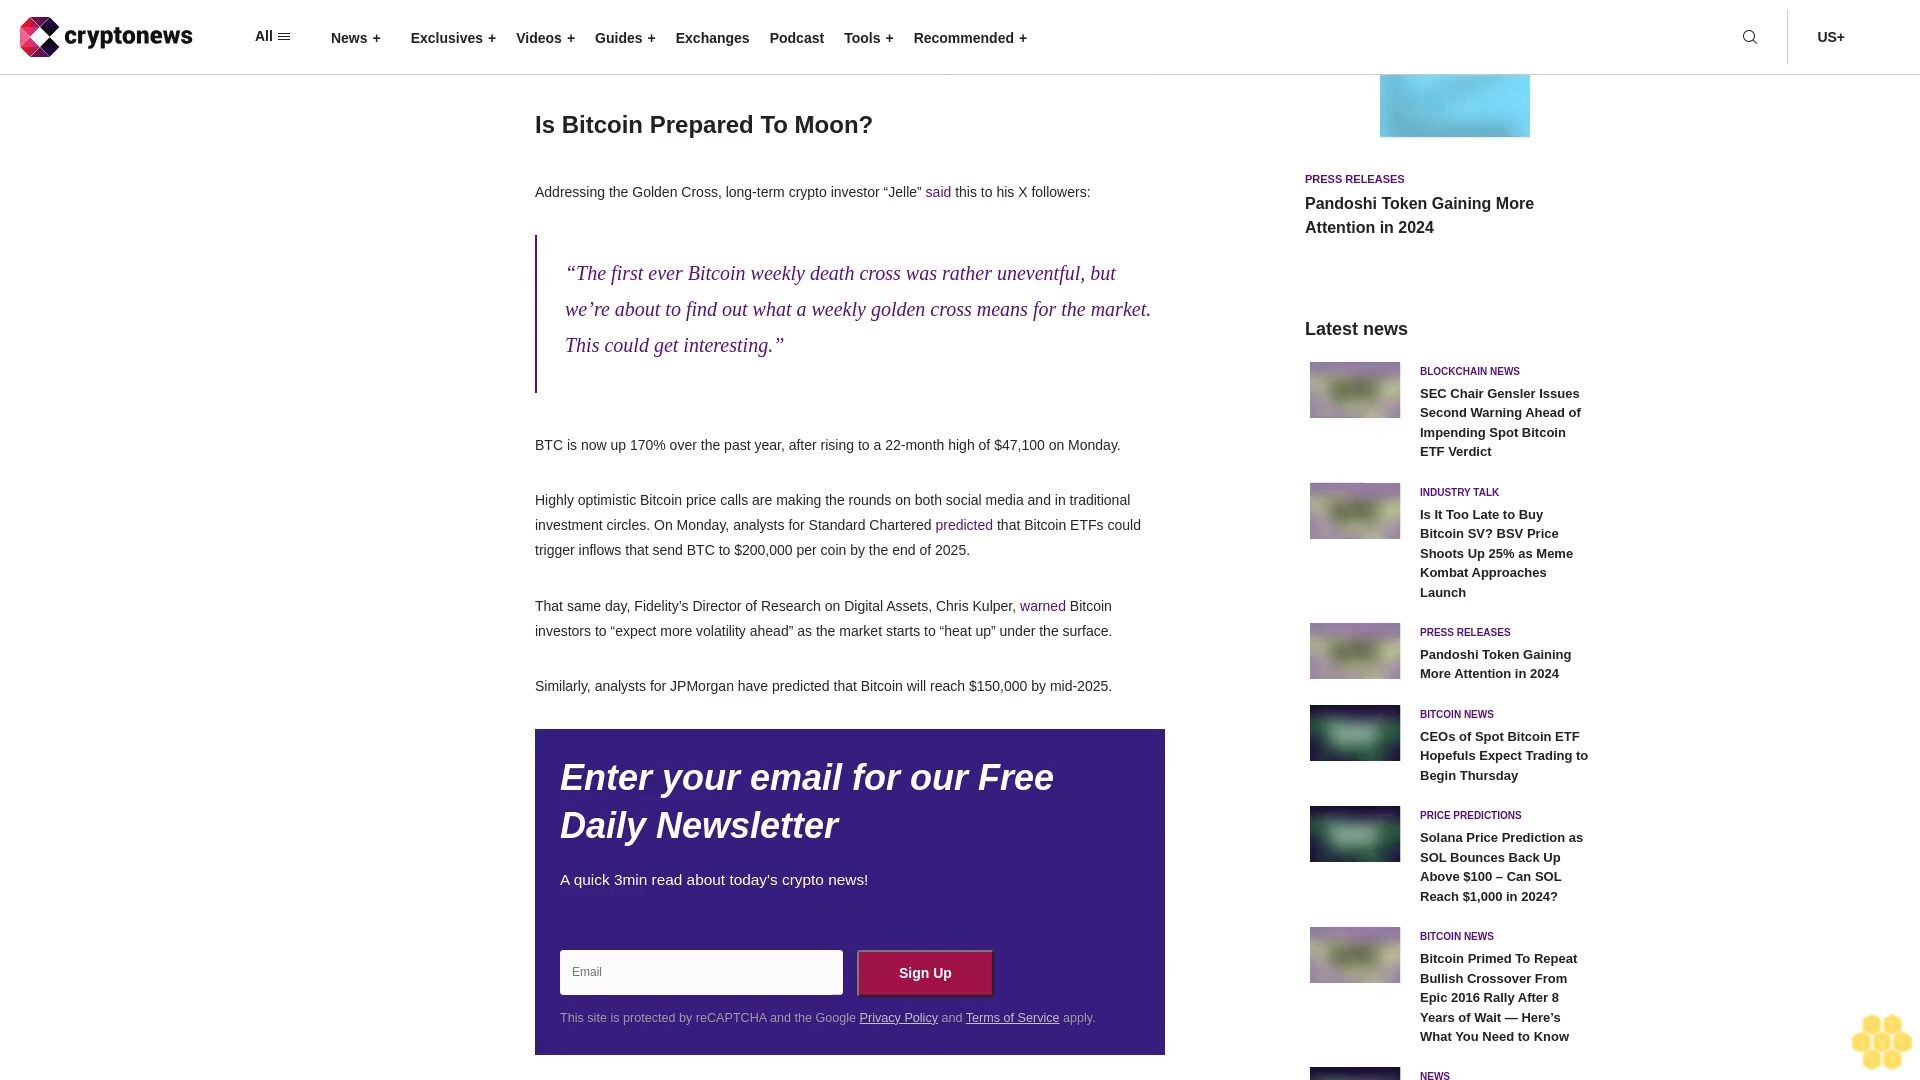 cryptonews
All
News +
Exclusives +
Videos +
Guides +
Exchanges
Podcast
Tools +
Recommended +
US+
Is Bitcoin Prepared To Moon?
Addressing the Golden Cross, long-term crypto investor “Jelle” said this to his X followers:
“The first ever Bitcoin weekly death cross was rather uneventful, but
we’re about to find out what a weekly golden cross means for the market.
This could get interesting.”
BTC is now up 170% over the past year, after rising to a 22-month high of $47,100 on Monday.
Highly optimistic Bitcoin price calls are making the rounds on both social media and in traditional
investment circles. On Monday, analysts for Standard Chartered predicted that Bitcoin ETFs could
trigger inflows that send BTC to $200,000 per coin by the end of 2025.
That same day, Fidelity’s Director of Research on Digital Assets, Chris Kulper, warned Bitcoin
investors to “expect more volatility ahead” as the market starts to “heat up” under the surface.
Similarly, analysts for JPMorgan have predicted that Bitcoin will reach $150,000 by mid-2025.
Enter your email for our Free
Daily Newsletter
A quick 3min read about today's crypto news!
Email
Sign Up
This site is protected by reCAPTCHA and the Google Privacy Policy and Terms of Service apply.
PRESS RELEASES
Pandoshi Token Gaining More
Attention in 2024
Latest news
BLOCKCHAIN NEWS
SEC Chair Gensler Issues
Second Warning Ahead of
Impending Spot Bitcoin
ETF Verdict
INDUSTRY TALK
Is It Too Late to Buy
Bitcoin SV? BSV Price
Shoots Up 25% as Meme
Kombat Approaches
Launch
PRESS RELEASES
Pandoshi Token Gaining
More Attention in 2024
BITCOIN NEWS
CEOs of Spot Bitcoin ETF
Hopefuls Expect Trading to
Begin Thursday
PRICE PREDICTIONS
Solana Price Prediction as
SOL Bounces Back Up
Above $100 – Can SOL
Reach $1,000 in 2024?
BITCOIN NEWS
Bitcoin Primed To Repeat
Bullish Crossover From
Epic 2016 Rally After 8
Years of Wait — Here’s
What You Need to Know
NEWS